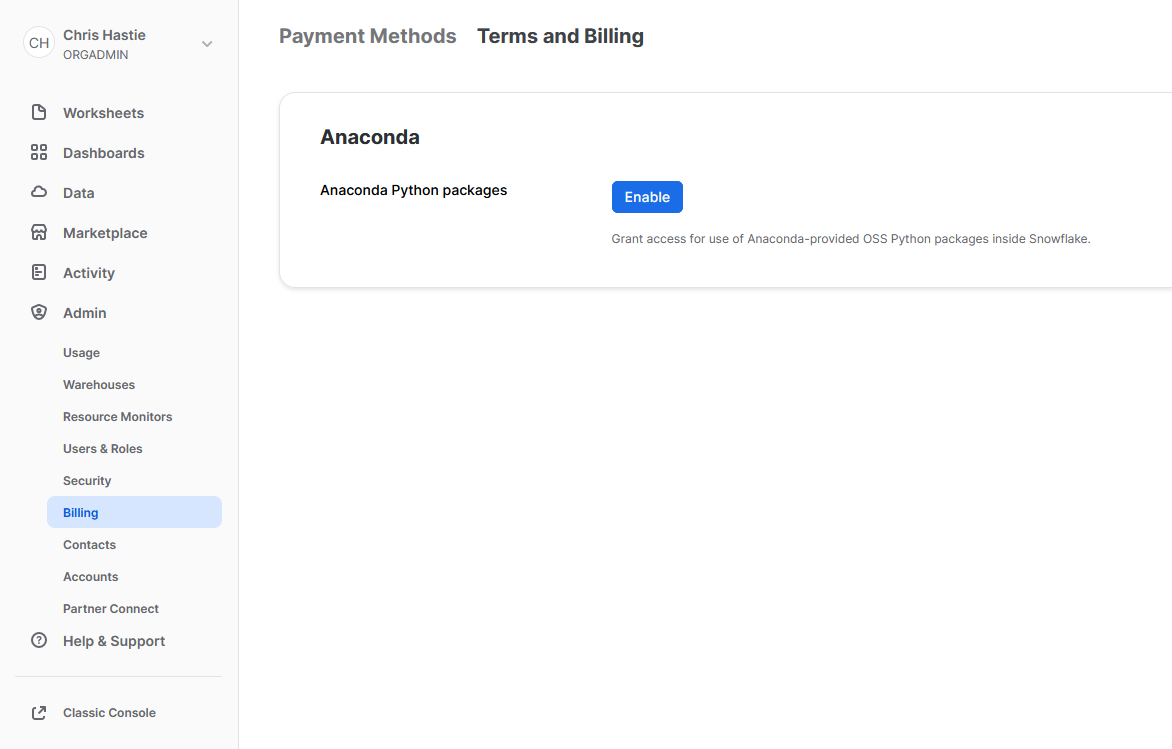 CH
Chris Hastie
ORGADMIN
Worksheets
Dashboards
Data
Marketplace
Activity
Admin
Usage
Warehouses
Resource Monitors
Users & Roles
Security
Billing
Contacts
Accounts
Partner Connect
Help & Support
Classic Console
Payment Methods Terms and Billing
Anaconda
Anaconda Python packages Enable
Grant access for use of Anaconda-provided OSS Python packages inside Snowflake.